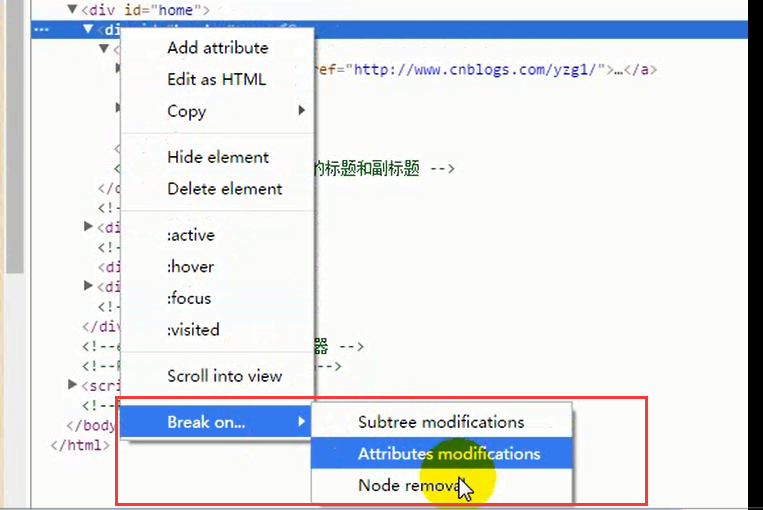 ▼<div id="home">
▼<di
Add attribute
Edit as HTML
ref="http://www.cnblogs.com/yzg1/">…</a>
Copy
Hide element
的标题和副标题 -->
Delete element
</d
<!-
:active
▶<di
<!-
:hover
<di
:focus
▶<di
<!-
:visited
</div
<!--
器 -->
<!--
-->
Scroll into view
▶<scri
<!--
Break on...
Subtree modifications
</body
</html>
Attributes modifications
Node removal